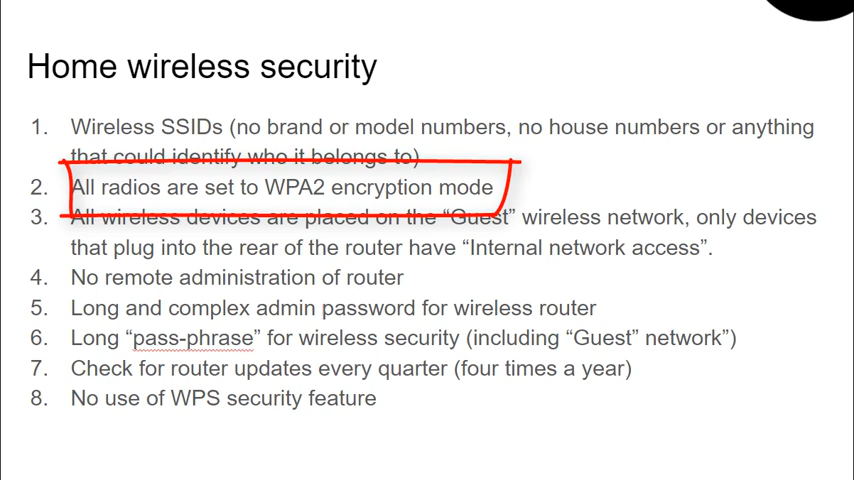 Home wireless security
1. Wireless SSIDs (no brand or model numbers, no house numbers or anything
that could identify who it belongs to)
2. All radios are set to WPA2 encryption mode
3. All wireless devices are placed on the “Guest” wireless network, only devices
that plug into the rear of the router have “Internal network access”.
4. No remote administration of router
5. Long and complex admin password for wireless router
6. Long “pass-phrase” for wireless security (including “Guest” network”)
7. Check for router updates every quarter (four times a year)
8. No use of WPS security feature